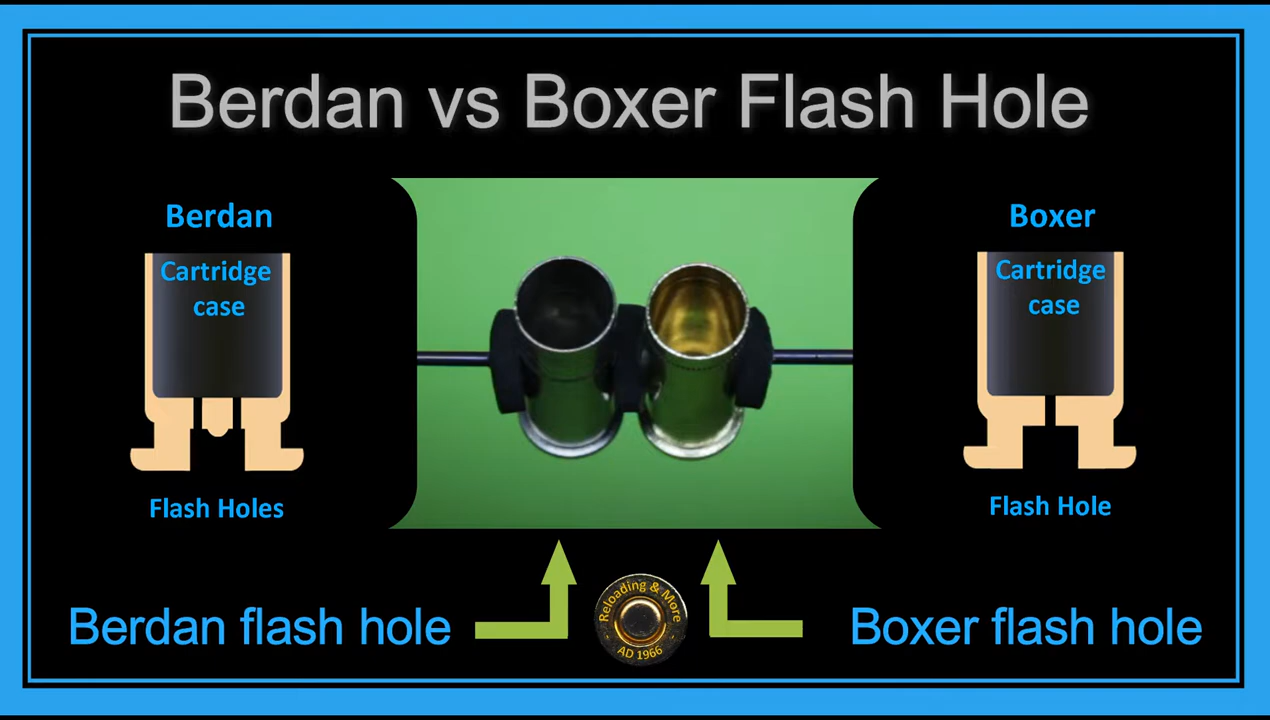 Berdan vs Boxer Flash Hole
Berdan
Cartridge
case
Flash Holes
Boxer
Cartridge
case
Flash Hole
Berdan flash hole
Reloading & More
AD 1966
Boxer flash hole